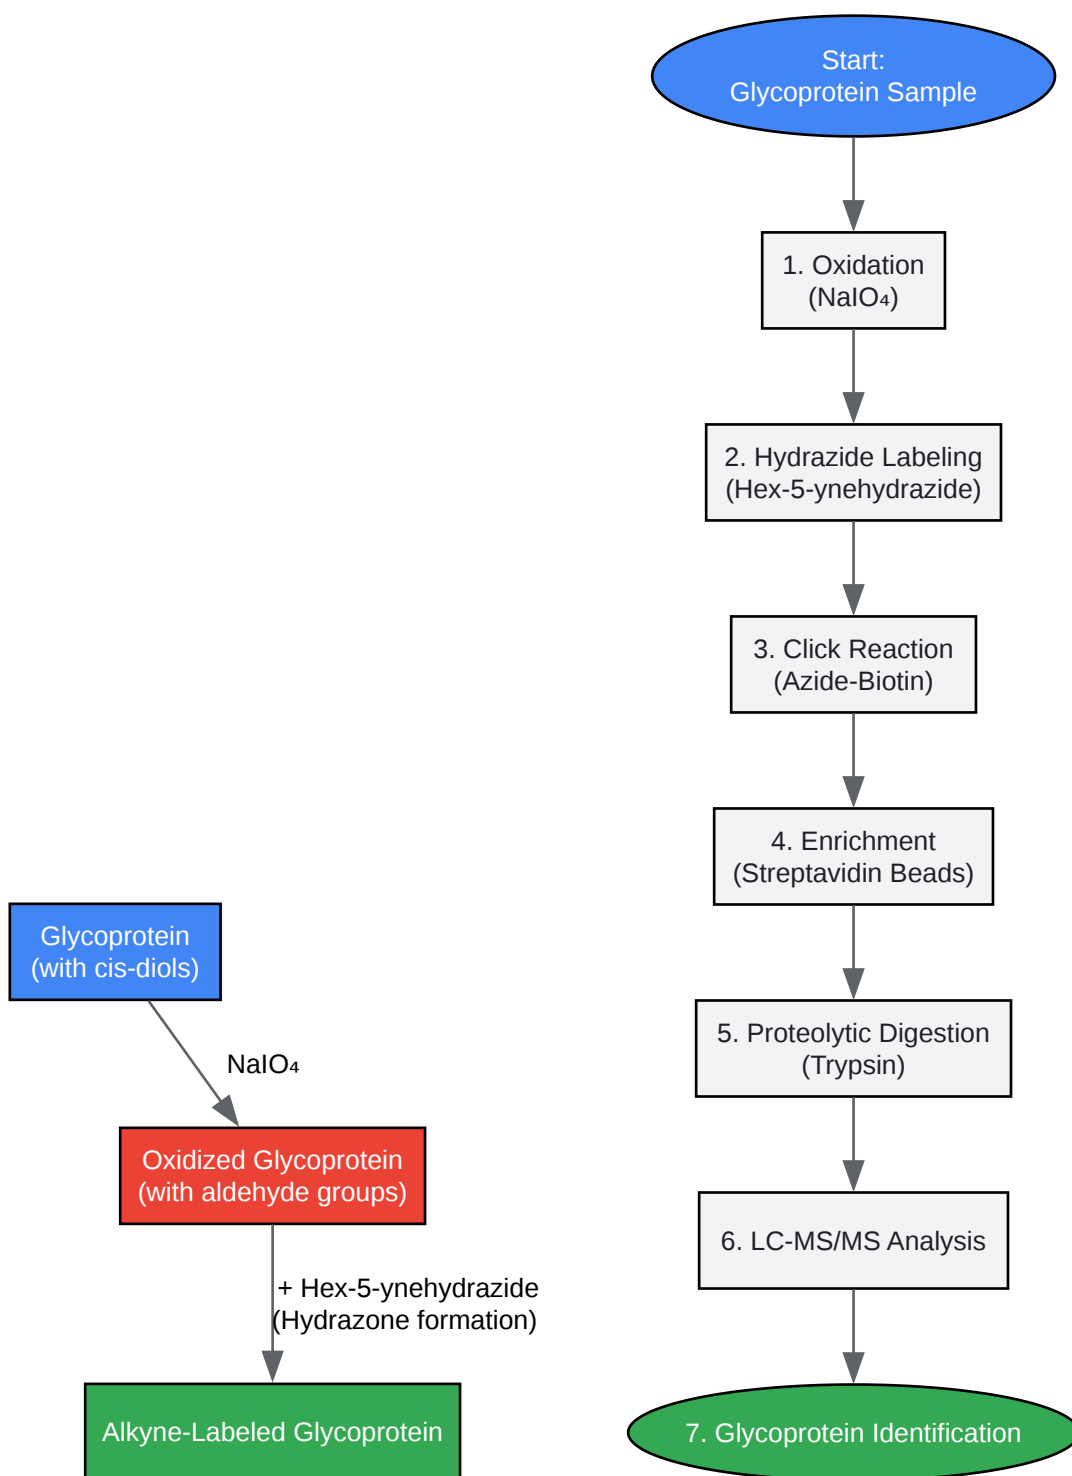 Start:
Glycoprotein Sample
1. Oxidation
(NaIO₄)
2. Hydrazide Labeling
(Hex-5-ynehydrazide)
3. Click Reaction
(Azide-Biotin)
4. Enrichment
(Streptavidin Beads)
5. Proteolytic Digestion
(Trypsin)
6. LC-MS/MS Analysis
7. Glycoprotein Identification
Glycoprotein
(with cis-diols)
NaIO₄
Oxidized Glycoprotein
(with aldehyde groups)
+ Hex-5-ynehydrazide
(Hydrazone formation)
Alkyne-Labeled Glycoprotein